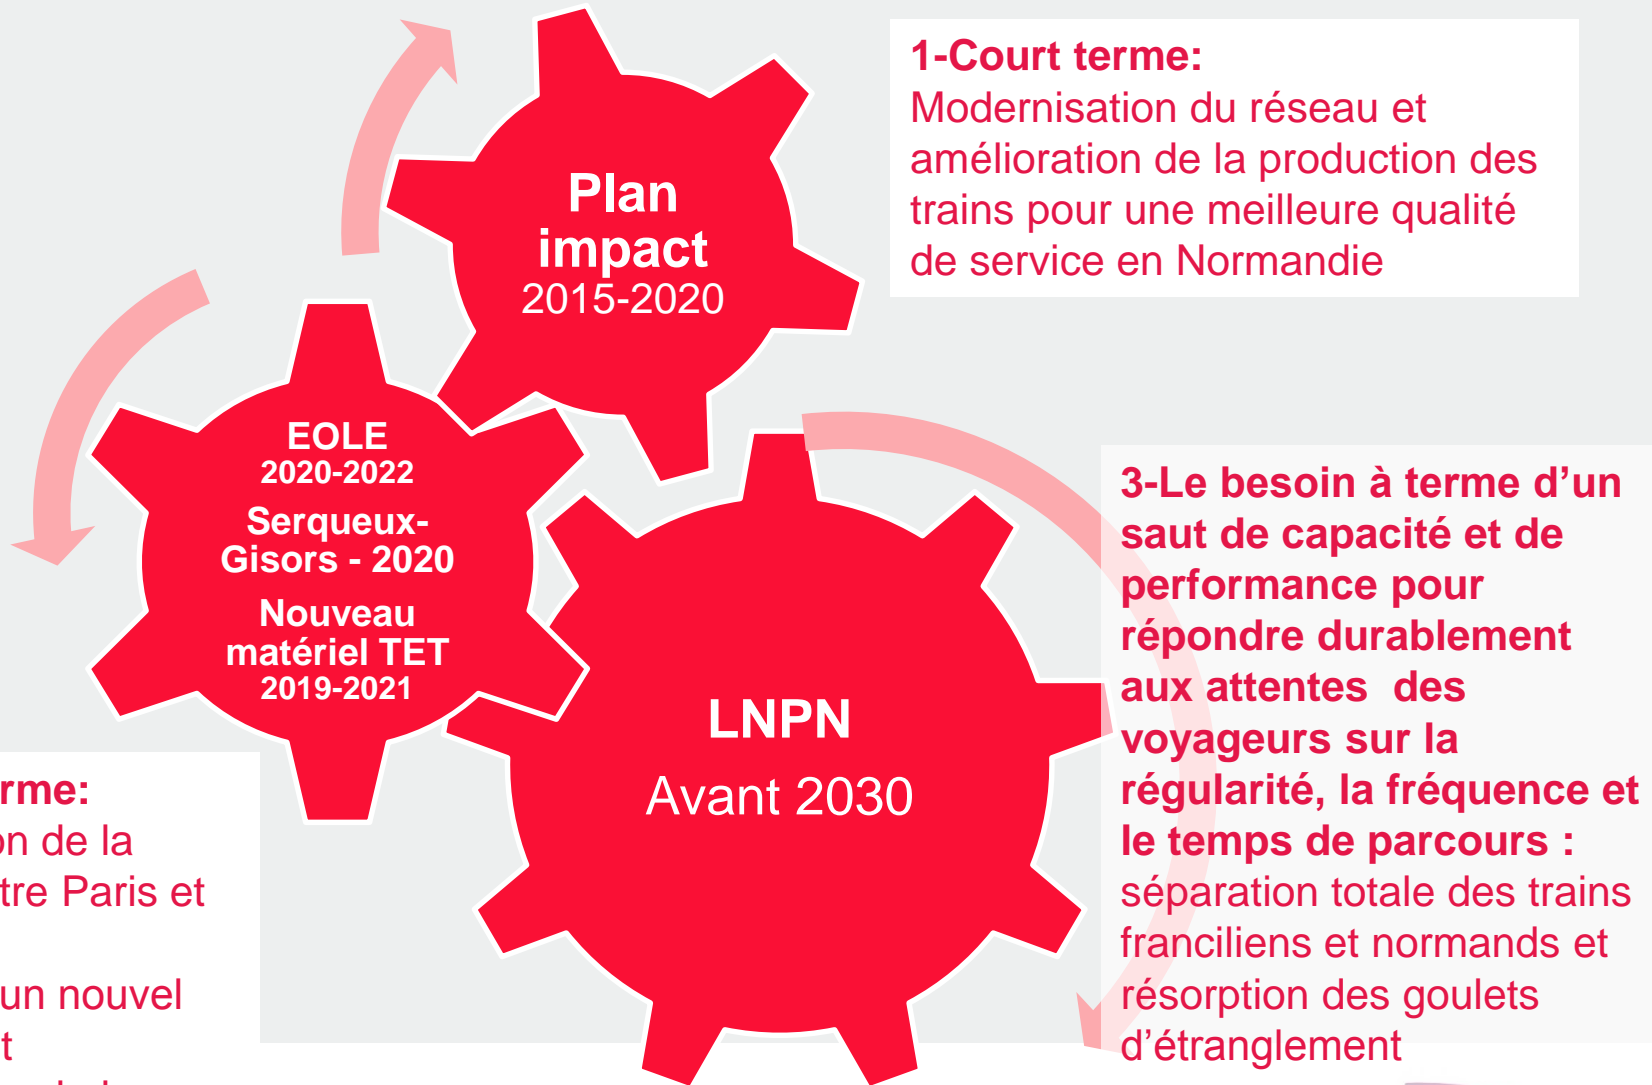 1-Court terme:
Modernisation du réseau et
amélioration de la production des
trains pour une meilleure qualité
de service en Normandie
Plan
impact
2015-2020
EOLE
2020-2022
Serqueux-
Gisors - 2020
Nouveau
matériel TET
2019-2021
LNPN
Avant 2030
3-Le besoin à terme d’un
saut de capacité et de
performance pour
répondre durablement
aux attentes  des
voyageurs sur la
régularité, la fréquence et
le temps de parcours :
séparation totale des trains
franciliens et normands et
résorption des goulets
d’étranglement
rme:
on de la
tre Paris et
un nouvel
t